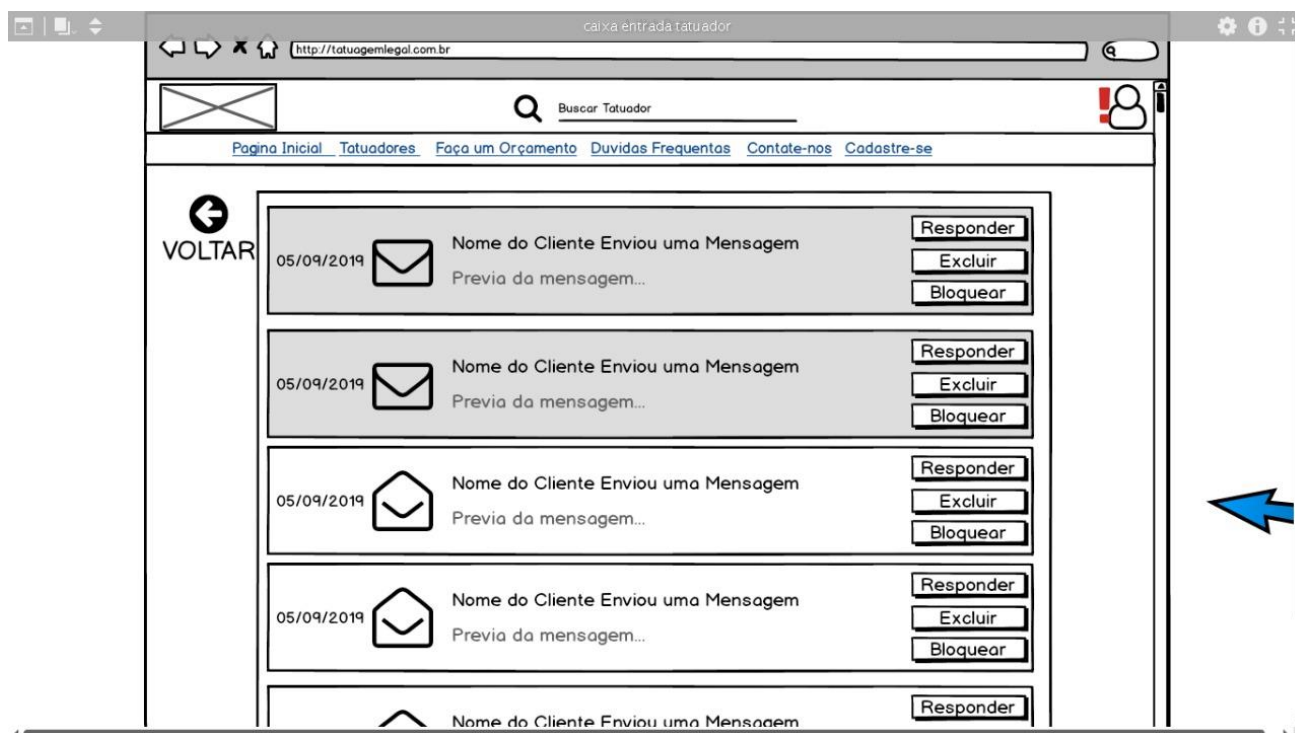 caixa entrada tatuador
http://tatuagemlegal.com.br
Buscar Tatuador
Pagina Inicial Tatuadores Faça um Orçamento Duvidas Frequentas Contate-nos Cadastre-se
VOLTAR
05/09/2019
Nome do Cliente Enviou uma Mensagem
Previa da mensagem...
Responder
Excluir
Bloquear
05/09/2019
Nome do Cliente Enviou uma Mensagem
Previa da mensagem...
Responder
Excluir
Bloquear
05/09/2019
Nome do Cliente Enviou uma Mensagem
Previa da mensagem...
Responder
Excluir
Bloquear
05/09/2019
Nome do Cliente Enviou uma Mensagem
Previa da mensagem...
Responder
Excluir
Bloquear
Nome do Cliente Enviou uma Mensagem
Responder